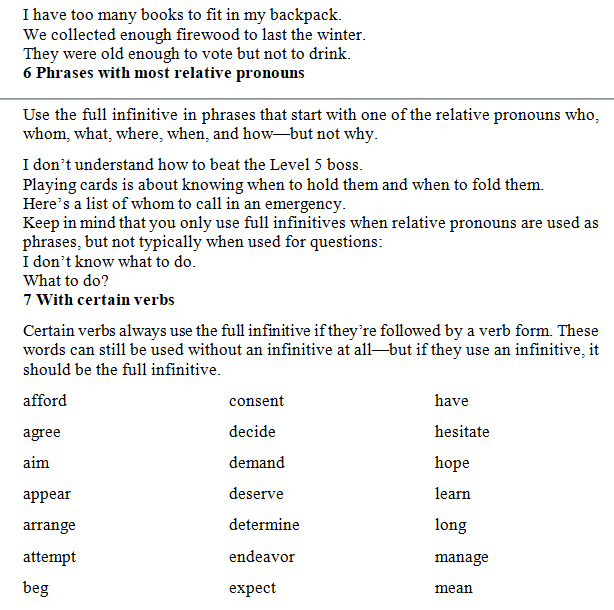 I have too many books to fit in my backpack.
We collected enough firewood to last the winter.
They were old enough to vote but not to drink.
6 Phrases with most relative pronouns
Use the full infinitive in phrases that start with one of the relative pronouns who,
whom, what, where, when, and how—but not why.
I don’t understand how to beat the Level 5 boss.
Playing cards is about knowing when to hold them and when to fold them.
Here’s a list of whom to call in an emergency.
Keep in mind that you only use full infinitives when relative pronouns are used as
phrases, but not typically when used for questions:
I don’t know what to do.
What to do?
7 With certain verbs
Certain verbs always use the full infinitive if they’re followed by a verb form. These
words can still be used without an infinitive at all—but if they use an infinitive, it
should be the full infinitive.
afford consent have
agree decide hesitate
aim demand hope
appear deserve learn
arrange determine long
attempt endeavor manage
beg expect mean